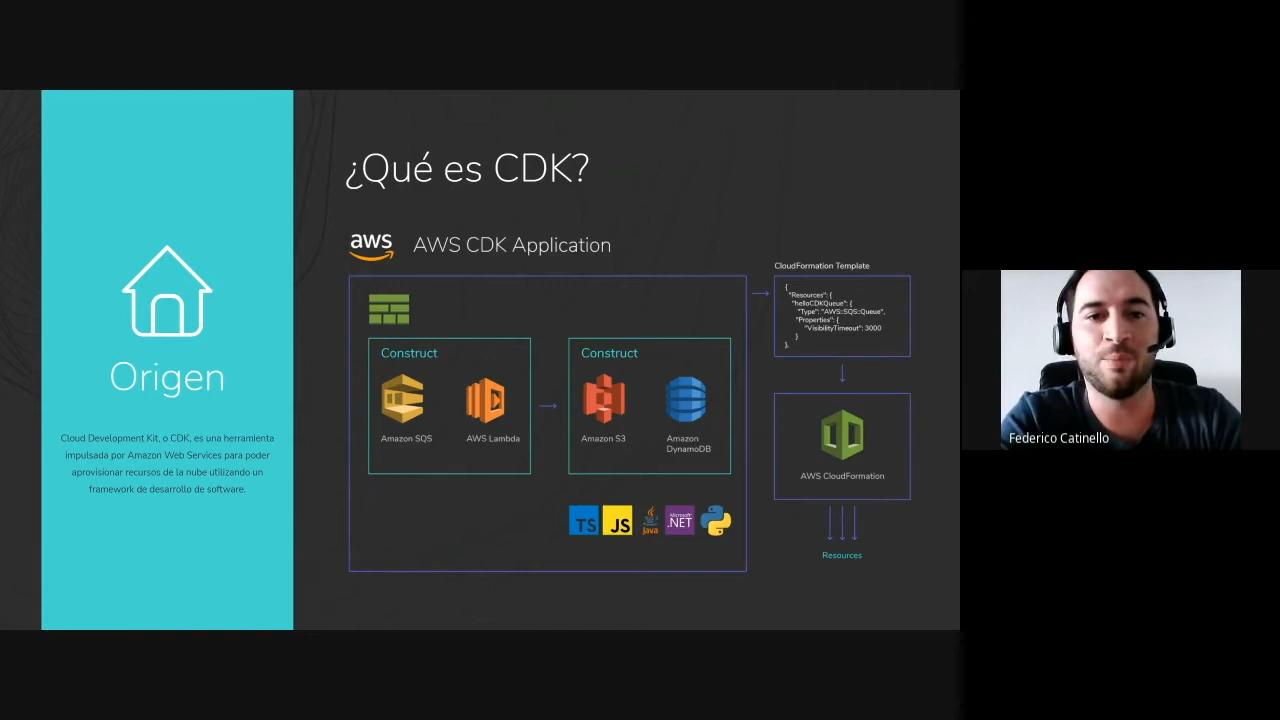 ¿Qué es CDK?
aws
AWS CDK Application
Origen
Cloud Development Kit, o CDK, es una herramienta
impulsada por Amazon Web Services para poder
aprovisionar recursos de la nube utilizando un
framework de desarrollo de software.
Construct
Amazon SQS
AWS Lambda
Construct
Amazon S3
Amazon
DynamoDB
TS
JS
Java
Microsoft
.NET
CloudFormation Template
{
"Resources": {
"helloCDKQueue": {
"Type": "AWS::SQS::Queue",
"Properties": {
"VisibilityTimeout": 3000
}
},
AWS CloudFormation
Resources
Federico Catinello